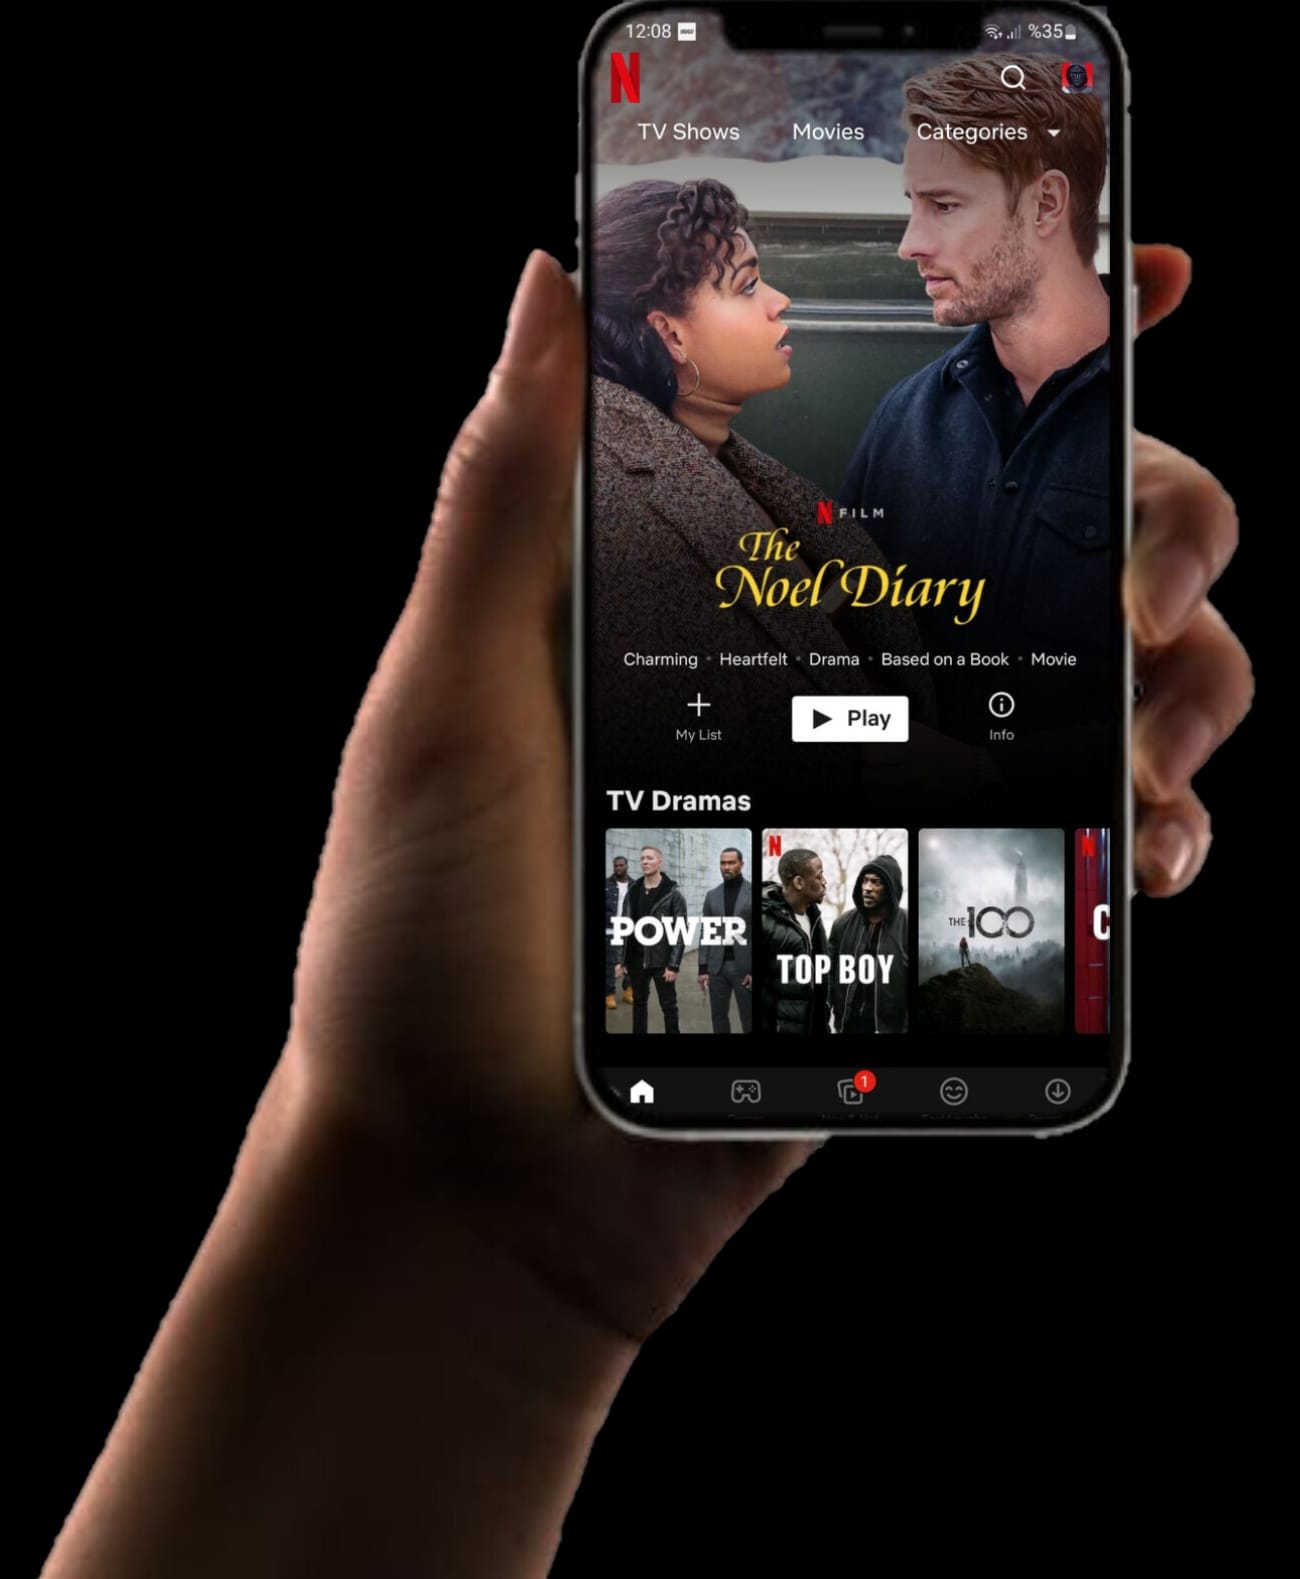 12:08 %35
N
TV Shows Movies Categories
N FILM
The
Noel Diary
Charming • Heartfelt • Drama • Based on a Book • Movie
My List Play Info
TV Dramas
POWER
N TOP BOY
THE 100
N C
1